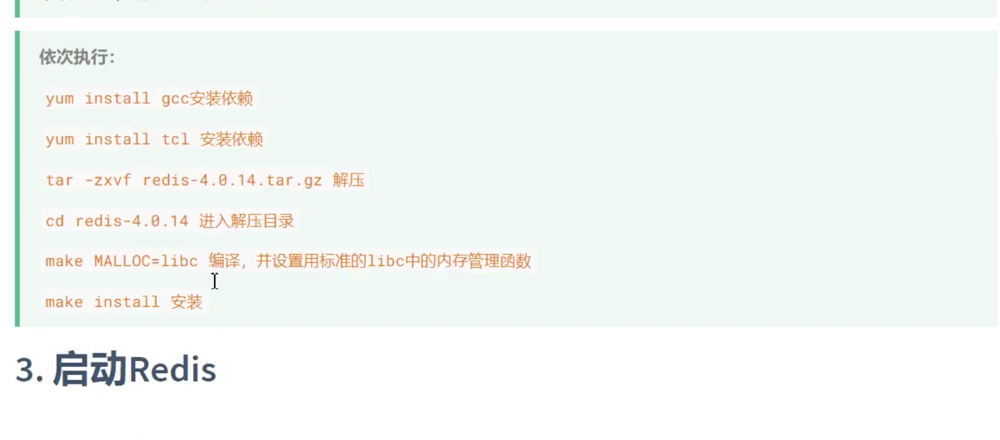 依次执行：
yum install gcc安装依赖
yum install tcl 安装依赖
tar -zxvf redis-4.0.14.tar.gz 解压
cd redis-4.0.14 进入解压目录
make MALLOC=libc 编译，并设置用标准的libc中的内存管理函数
make install 安装
3. 启动Redis